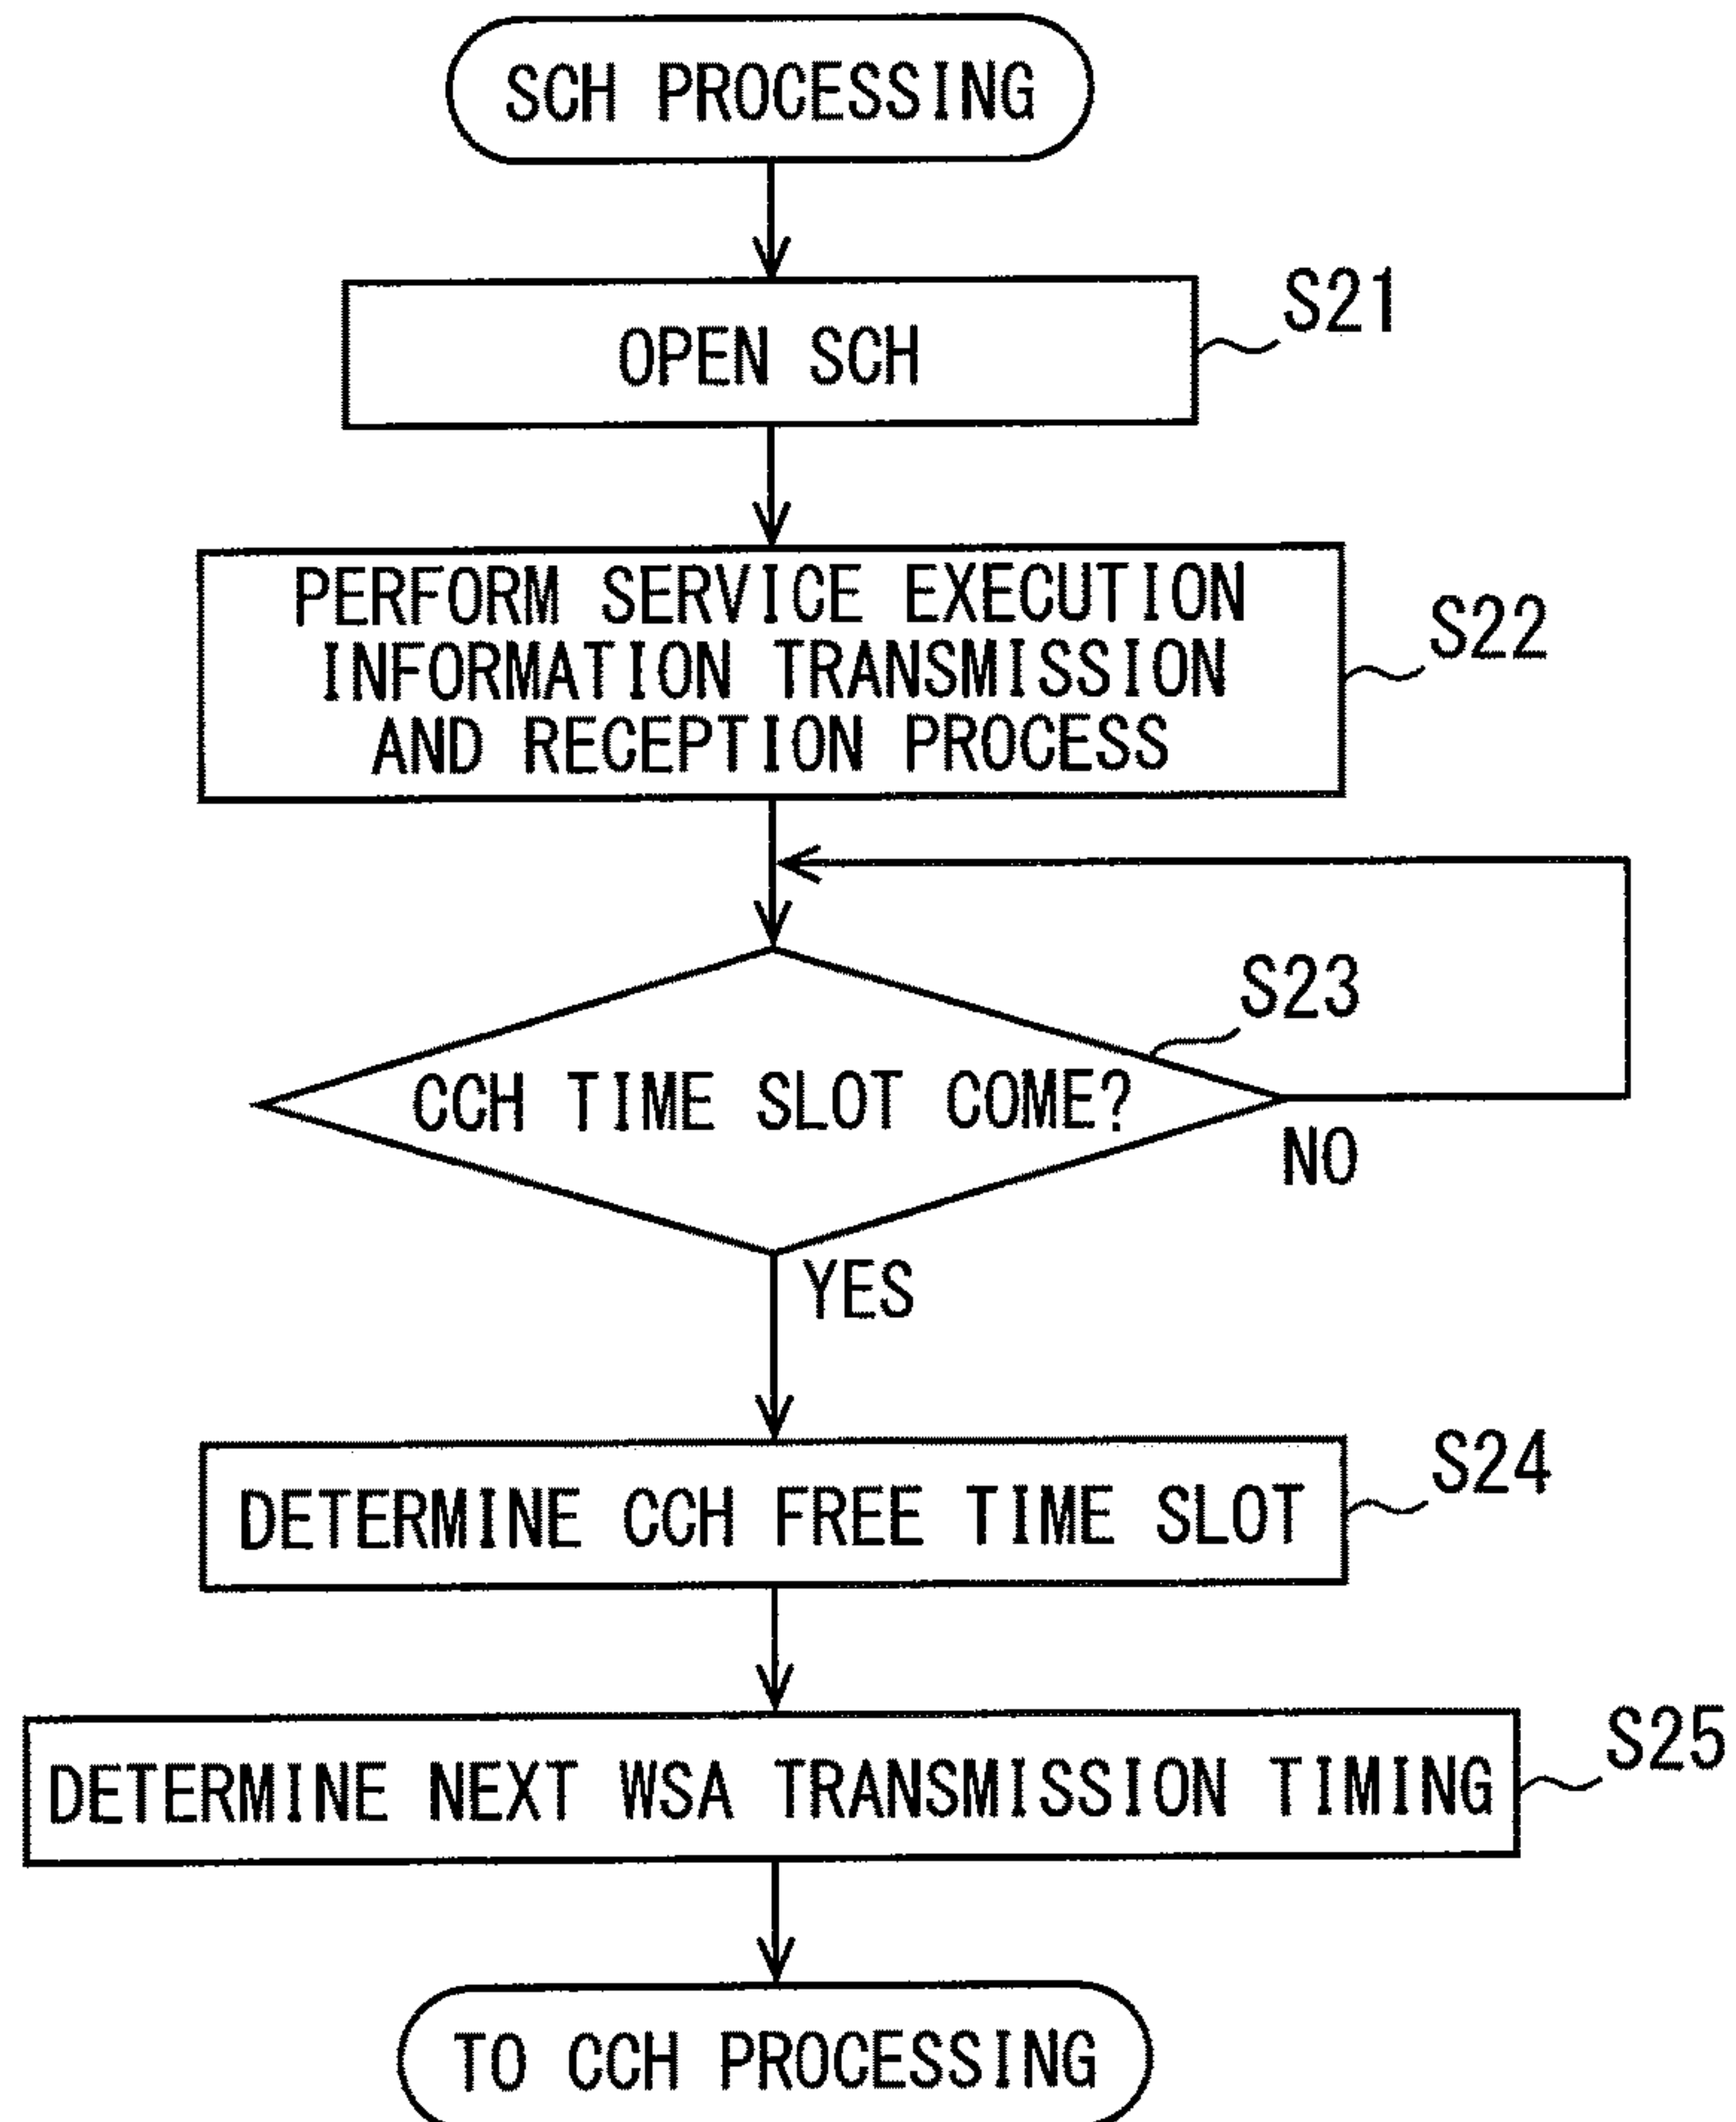 SCH PROCESSING
OPEN SCH
S21
PERFORM SERVICE EXECUTION
INFORMATION TRANSMISSION
AND RECEPTION PROCESS
S22
S23
CCH TIME SLOT COME?
NO
YES
DETERMINE CCH FREE TIME SLOT
S24
DETERMINE NEXT WSA TRANSMISSION TIMING
S25
TO CCH PROCESSING